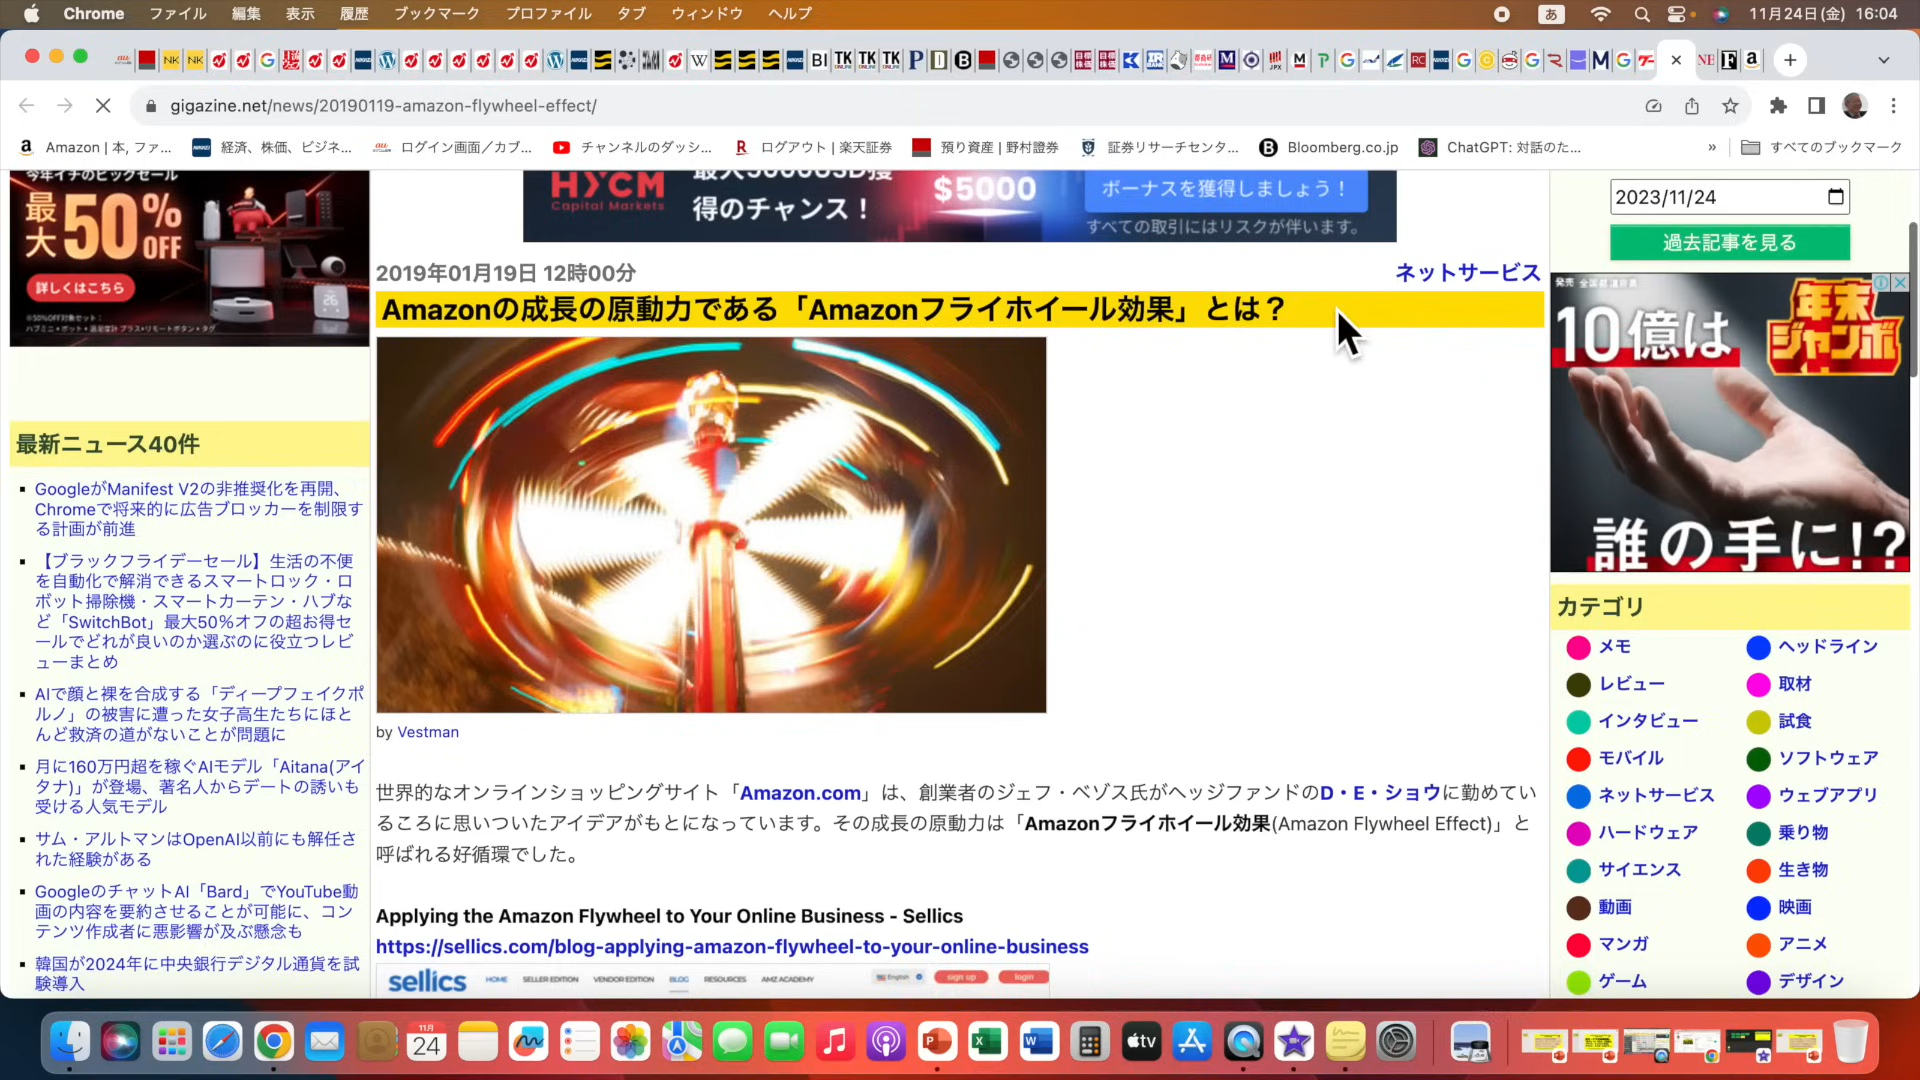 Chrome ファイル 編集 表示 履歴 ブックマーク プロファイル タブ ウィンドウ ヘルプ
あ 11月24日(金) 16:04
gigazine.net/news/20190119-amazon-flywheel-effect/
Amazon | 本, ファ... 経済、株価、ビジネ... ログイン画面／カブ... チャンネルのダッシ... ログアウト | 楽天証券 預り資産 | 野村證券 証券リサーチセンタ... Bloomberg.co.jp ChatGPT: 対話のた... » すべてのブックマーク
今年イチのビッグセール
最大50%OFF
詳しくはこちら
HYCM
Capital Markets
得のチャンス！
$5000
ボーナスを獲得しましょう！
すべての取引にはリスクが伴います。
2023/11/24
過去記事を見る
2019年01月19日 12時00分
ネットサービス
Amazonの成長の原動力である「Amazonフライホイール効果」とは？
10億は
年末ジャンボ
誰の手に!?
最新ニュース40件
GoogleがManifest V2の非推奨化を再開、
Chromeで将来的に広告ブロッカーを制限す
る計画が前進
【ブラックフライデーセール】生活の不便
を自動化で解消できるスマートロック・ロ
ボット掃除機・スマートカーテン・ハブな
ど「SwitchBot」最大50％オフの超お得セ
ールでどれが良いのか選ぶのに役立つレビ
ューまとめ
AIで顔と裸を合成する「ディープフェイクポ
ルノ」の被害に遭った女子高生たちにほと
んど救済の道がないことが問題に
月に160万円超を稼ぐAIモデル「Aitana(アイ
タナ)」が登場、著名人からデートの誘いも
受ける人気モデル
サム・アルトマンはOpenAI以前にも解任さ
れた経験がある
GoogleのチャットAI「Bard」でYouTube動
画の内容を要約させることが可能に、コン
テンツ作成者に悪影響が及ぶ懸念も
韓国が2024年に中央銀行デジタル通貨を試
験導入
by Vestman
世界的なオンラインショッピングサイト「Amazon.com」は、創業者のジェフ・ベゾス氏がヘッジファンドのD・E・ショウに勤めてい
るころに思いついたアイデアがもとになっています。その成長の原動力は「Amazonフライホイール効果(Amazon Flywheel Effect)」と
呼ばれる好循環でした。
Applying the Amazon Flywheel to Your Online Business - Sellics
https://sellics.com/blog-applying-amazon-flywheel-to-your-online-business
sellics HOME SELLER EDITION VENDOR EDITION BLOG RESOURCES AMZ ACADEMY English sign up login
カテゴリ
メモ ヘッドライン
レビュー 取材
インタビュー 試食
モバイル ソフトウェア
ネットサービス ウェブアプリ
ハードウェア 乗り物
サイエンス 生き物
動画 映画
マンガ アニメ
ゲーム デザイン
11月
24
tv